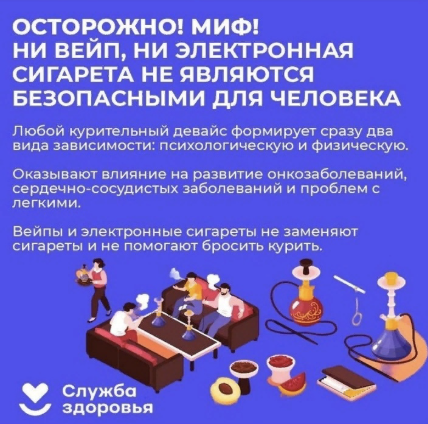 ОСТОРОЖНО! МИФ!
НИ ВЕЙП, НИ ЭЛЕКТРОННАЯ
СИГАРЕТА НЕ ЯВЛЯЮТСЯ
БЕЗОПАСНЫМИ ДЛЯ ЧЕЛОВЕКА
Любой курительный девайс формирует сразу два
вида зависимости: психологическую и физическую.
Оказывают влияние на развитие онкозаболеваний,
сердечно-сосудистых заболеваний и проблем с
легкими.
Вейпы и электронные сигареты не заменяют
сигареты и не помогают бросить курить.
Служба
здоровья